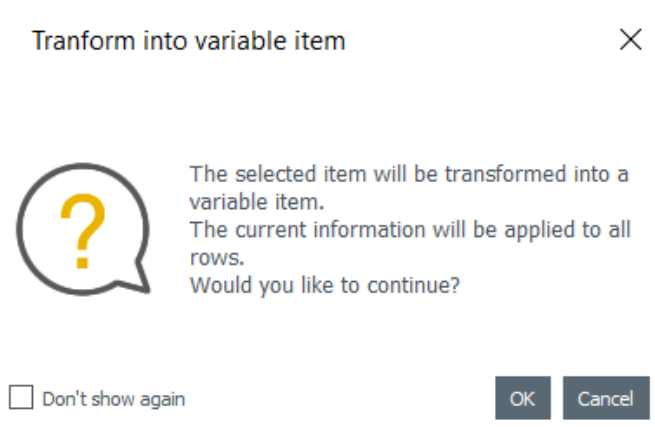 Tranform into variable item
The selected item will be transformed into a
variable item.
The current information will be applied to all
rows.
Would you like to continue?
Don't show again
OK
Cancel